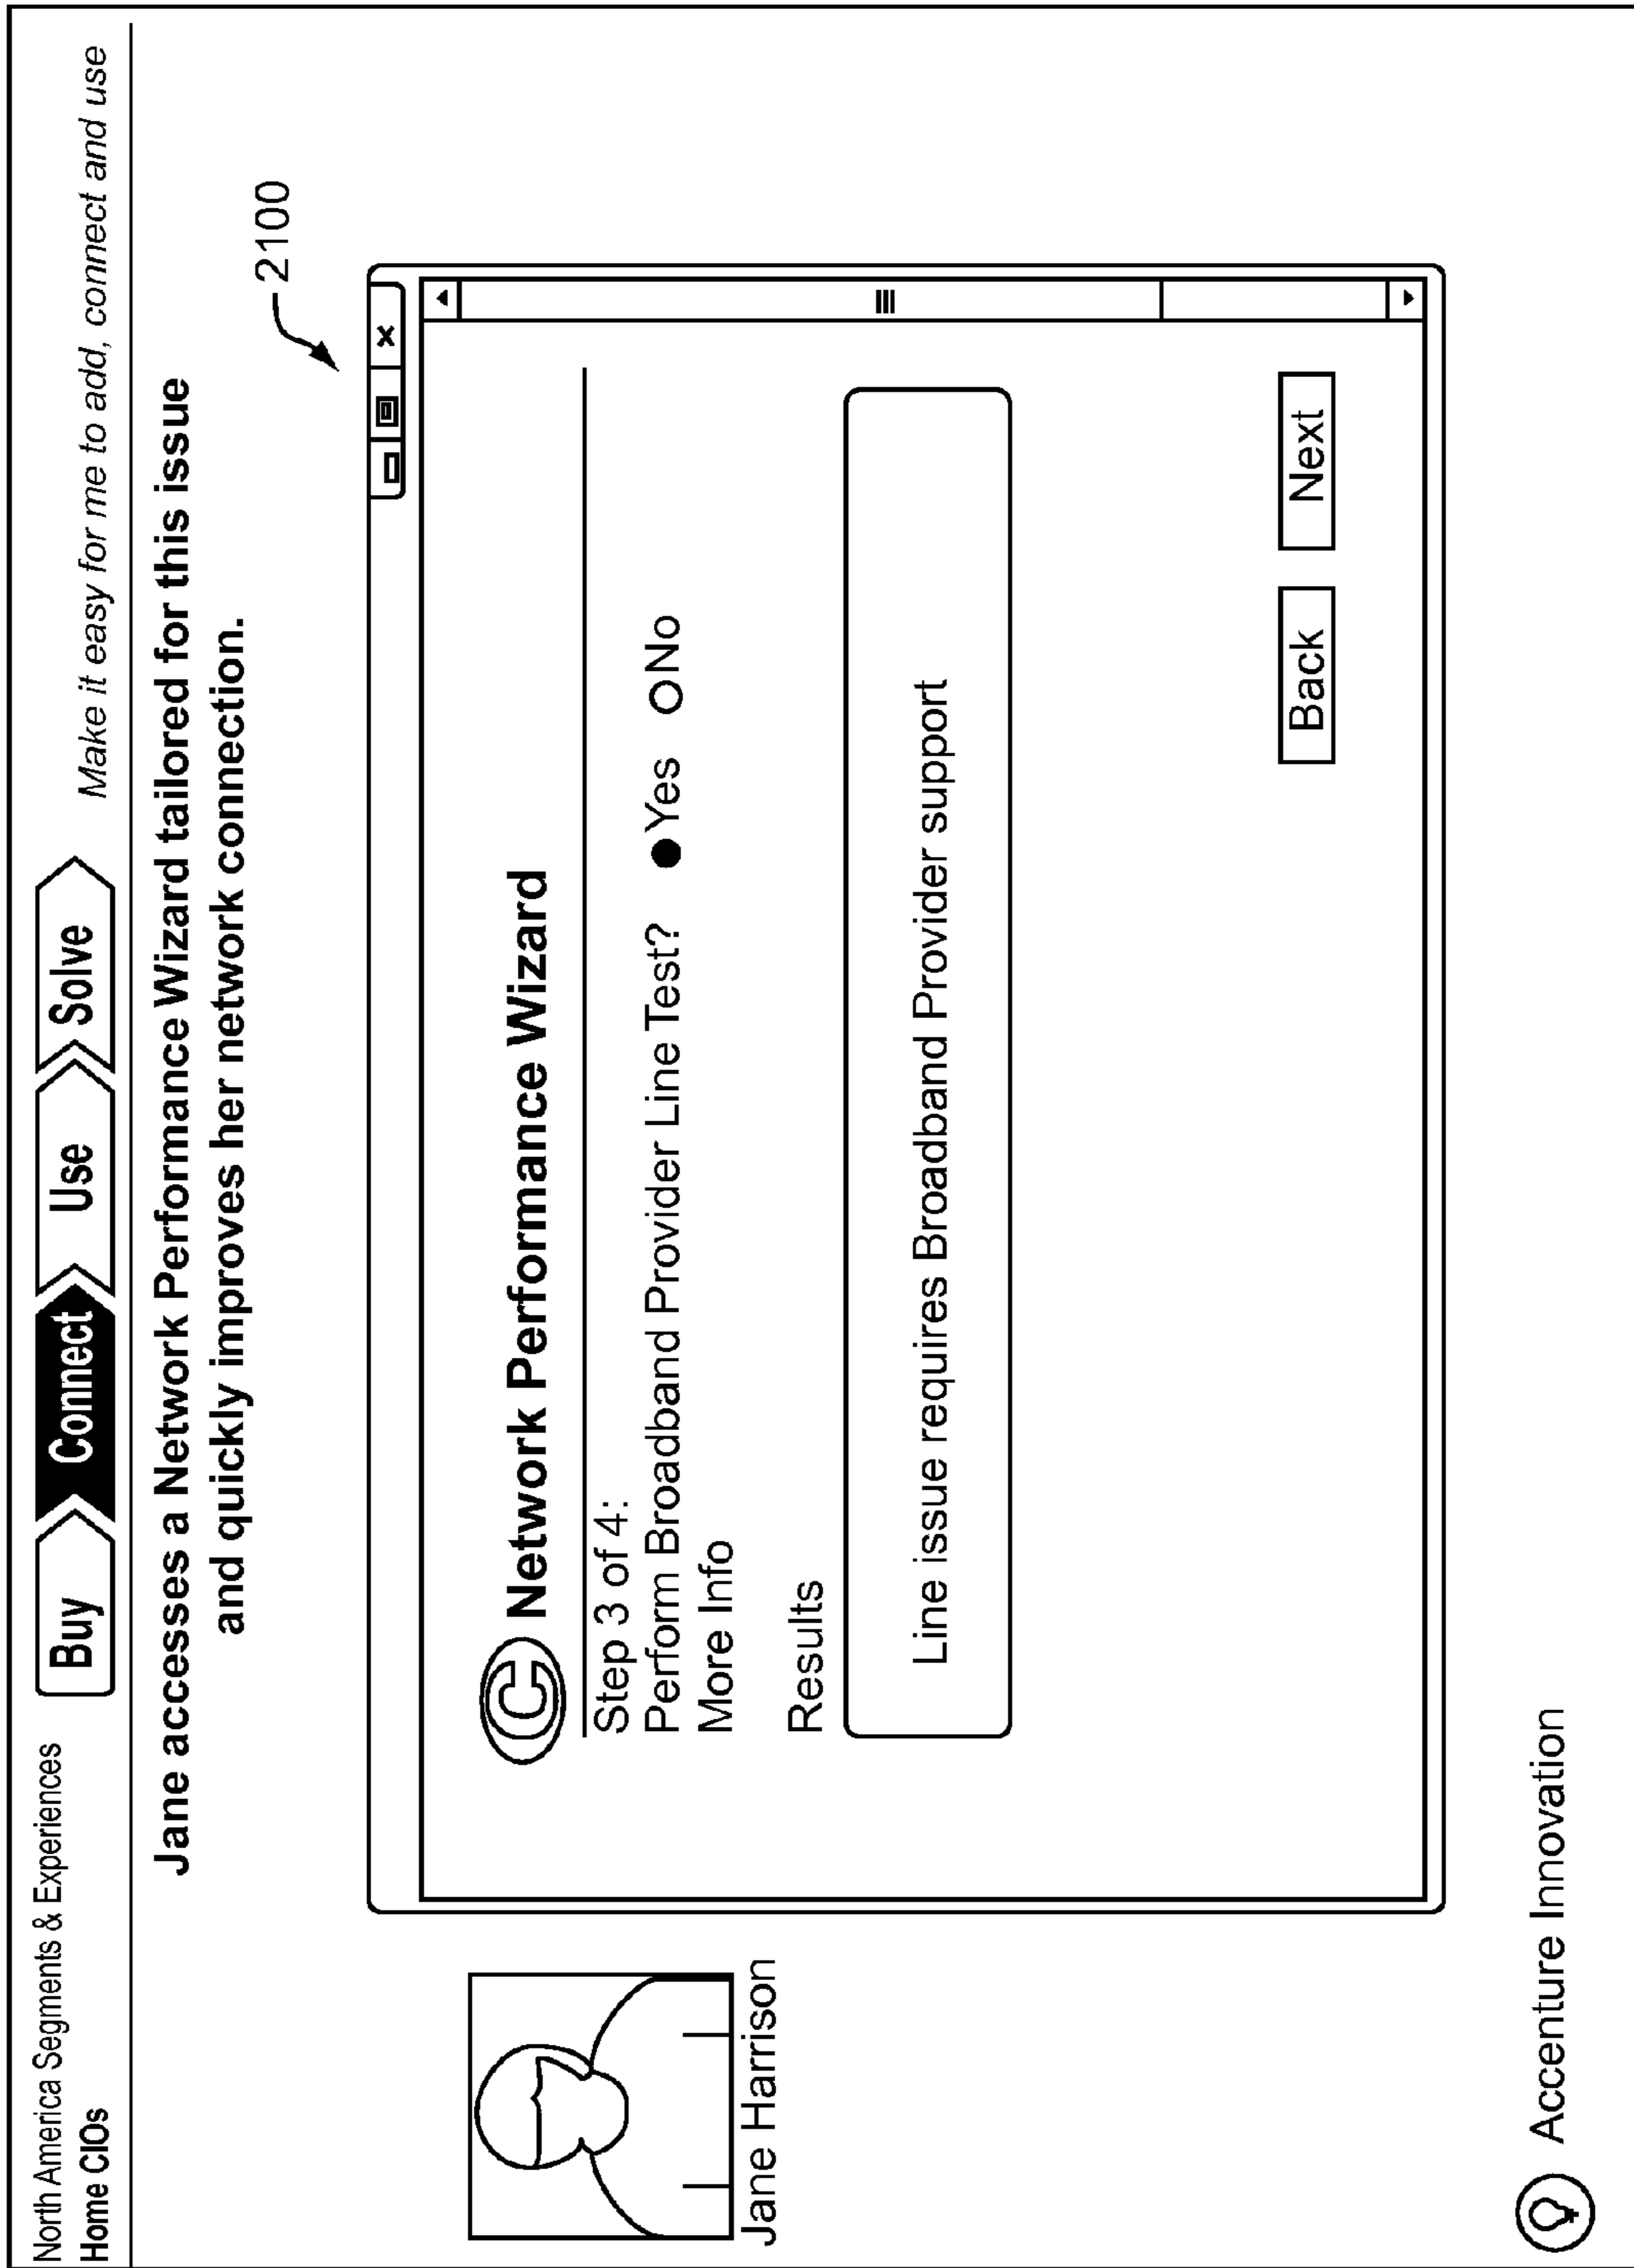 North America Segments & Experiences
Home CIOs
Buy
Connect
Use
Solve
Make it easy for me to add, connect and use
Jane accesses a Network Performance Wizard tailored for this issue
and quickly improves her network connection.
2100
x
C Network Performance Wizard
Step 3 of 4:
Perform Broadband Provider Line Test? Yes No
More Info
Results
Line issue requires Broadband Provider support
Back Next
Jane Harrison
Accenture Innovation